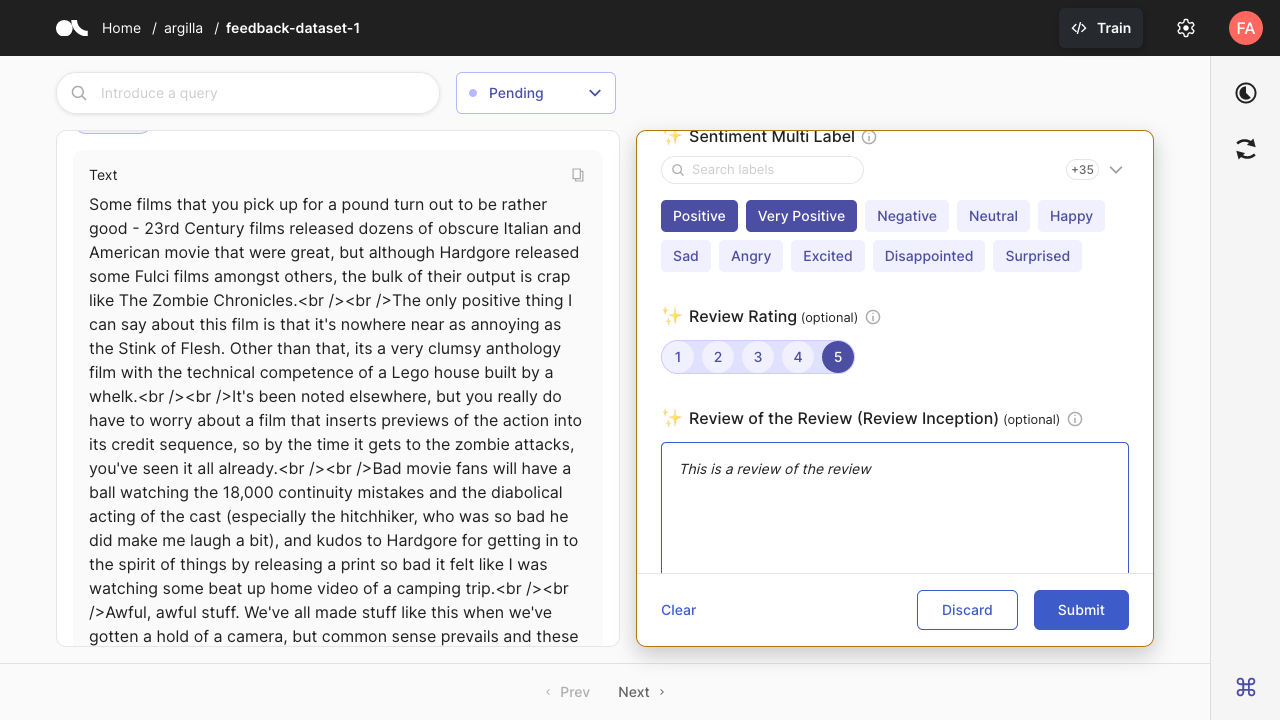 Home / argilla / feedback-dataset-1
Train
FA
Introduce a query
Pending
Text
Some films that you pick up for a pound turn out to be rather
good - 23rd Century films released dozens of obscure Italian and
American movie that were great, but although Hardgore released
some Fulci films amongst others, the bulk of their output is crap
like The Zombie Chronicles.<br /><br />The only positive thing I
can say about this film is that it's nowhere near as annoying as
the Stink of Flesh. Other than that, its a very clumsy anthology
film with the technical competence of a Lego house built by a
whelk.<br /><br />It's been noted elsewhere, but you really do
have to worry about a film that inserts previews of the action into
its credit sequence, so by the time it gets to the zombie attacks,
you've seen it all already.<br /><br />Bad movie fans will have a
ball watching the 18,000 continuity mistakes and the diabolical
acting of the cast (especially the hitchhiker, who was so bad he
did make me laugh a bit), and kudos to Hardgore for getting in to
the spirit of things by releasing a print so bad it felt like I was
watching some beat up home video of a camping trip.<br /><br
/>Awful, awful stuff. We've all made stuff like this when we've
gotten a hold of a camera, but common sense prevails and these
Sentiment Multi Label
Search labels
+35
Positive Very Positive Negative Neutral Happy
Sad Angry Excited Disappointed Surprised
Review Rating (optional)
1 2 3 4 5
Review of the Review (Review Inception) (optional)
This is a review of the review
Clear
Discard
Submit
Prev
Next